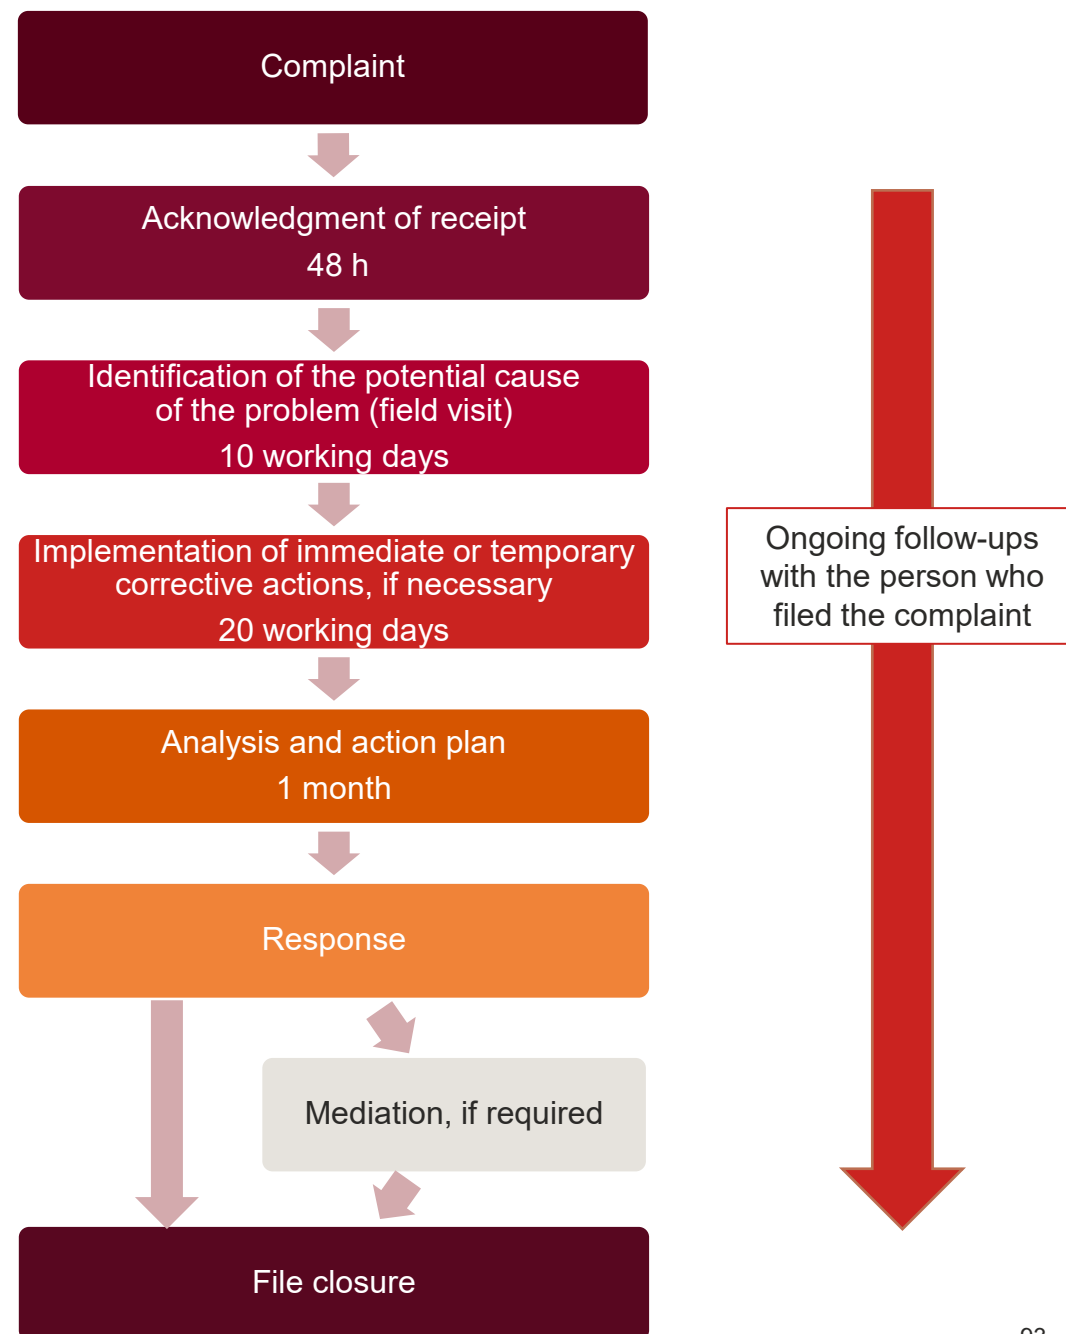 Complaint
Acknowledgment of receipt
48 h
Identification of the potential cause
of the problem (field visit)
10 working days
Implementation of immediate or temporary
corrective actions, if necessary
20 working days
Analysis and action plan
1 month
Response
Mediation, if required
File closure
Ongoing follow-ups
with the person who
filed the complaint